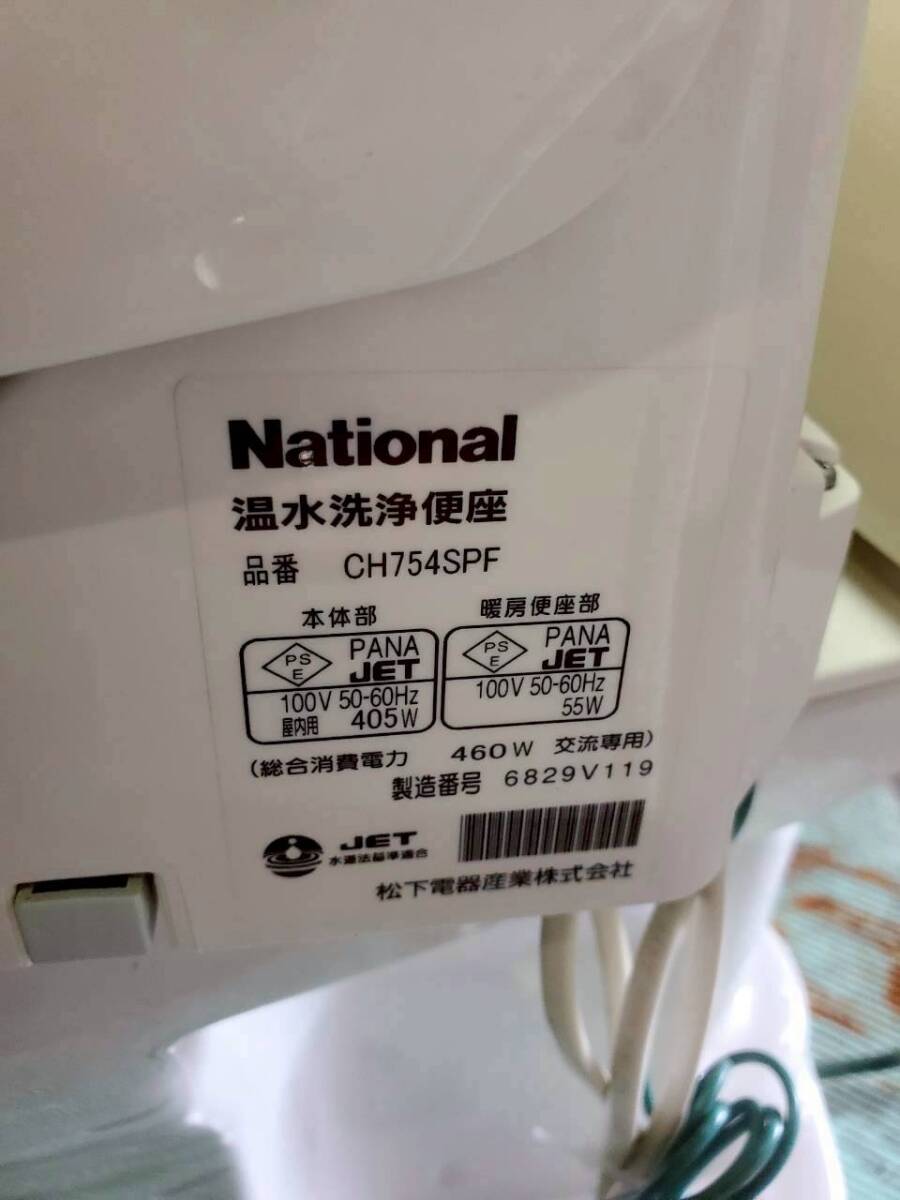 National
温水洗浄便座
品番 CH754SPF
本体部
PS E PANA JET
100V 50-60Hz
屋内用 405W
暖房便座部
PS E PANA JET
100V 50-60Hz
55W
(総合消費電力 460W 交流専用)
製造番号 6829V119
JET
水道法基準適合
松下電器産業株式会社